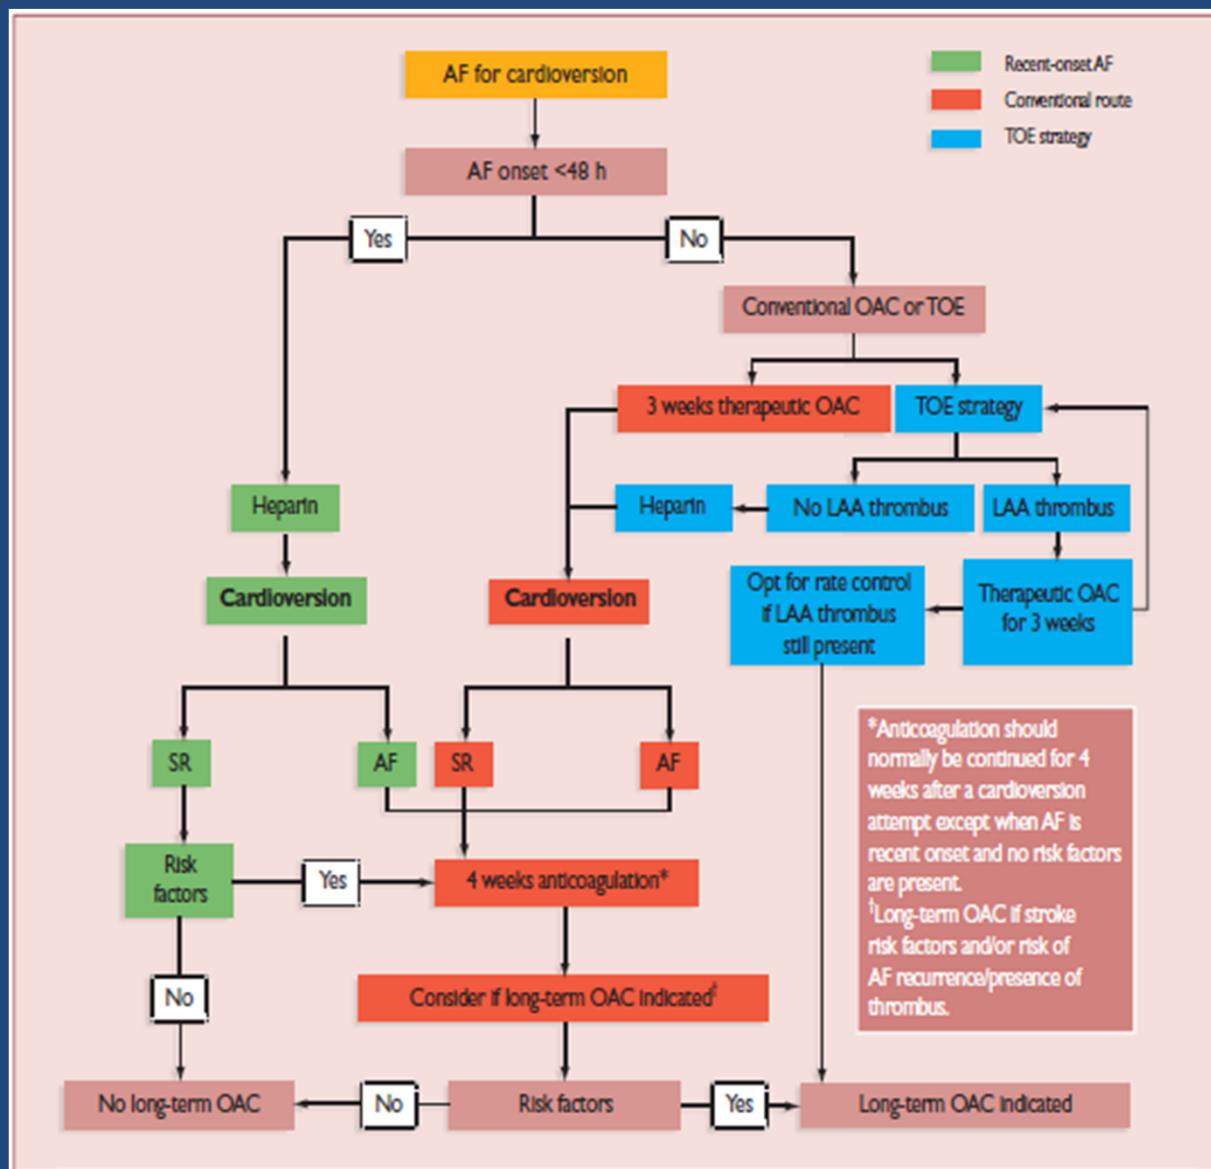 AF for cardioversion
Recent-onset AF
Conventional route
TOE strategy
AF onset <48 h
Yes
No
Conventional OAC or TOE
3 weeks therapeutic OAC
TOE strategy
Heparin
Heparin
No LAA thrombus
LAA thrombus
Cardioversion
Cardioversion
Opt for rate control
if LAA thrombus
still present
Therapeutic OAC
for 3 weeks
SR
AF
SR
AF
*Anticoagulation should
normally be continued for 4
weeks after a cardioversion
attempt except when AF is
recent onset and no risk factors
are present.
†Long-term OAC if stroke
risk factors and/or risk of
AF recurrence/presence of
thrombus.
Risk
factors
Yes
4 weeks anticoagulation*
No
Consider if long-term OAC indicated†
No long-term OAC
No
Risk factors
Yes
Long-term OAC indicated